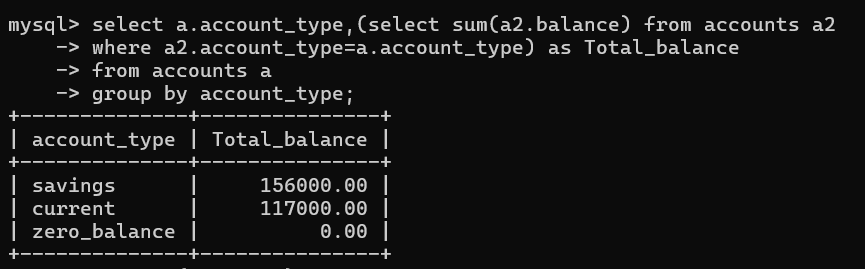 mysql> select a.account_type,(select sum(a2.balance) from accounts a2
    -> where a2.account_type=a.account_type) as Total_balance
    -> from accounts a
    -> group by account_type;
+--------------+---------------+
| account_type | Total_balance |
+--------------+---------------+
| savings      |     156000.00 |
| current      |     117000.00 |
| zero_balance |          0.00 |
+--------------+---------------+